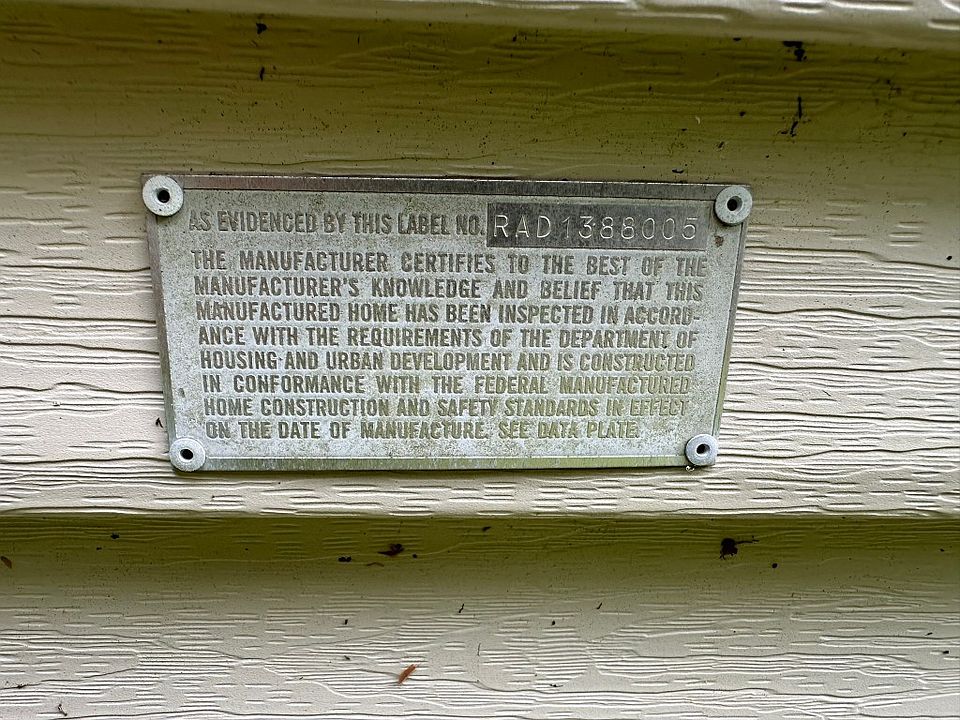 AS EVIDENCED BY THIS LABEL NO. RAD1388005
THE MANUFACTURER CERTIFIES TO THE BEST OF THE
MANUFACTURER'S KNOWLEDGE AND BELIEF THAT THIS
MANUFACTURED HOME HAS BEEN INSPECTED IN ACCORD-
ANCE WITH THE REQUIREMENTS OF THE DEPARTMENT OF
HOUSING AND URBAN DEVELOPMENT AND IS CONSTRUCTED
IN CONFORMANCE WITH THE FEDERAL MANUFACTURED
HOME CONSTRUCTION AND SAFETY STANDARDS IN EFFECT
ON THE DATE OF MANUFACTURE. SEE DATA PLATE.